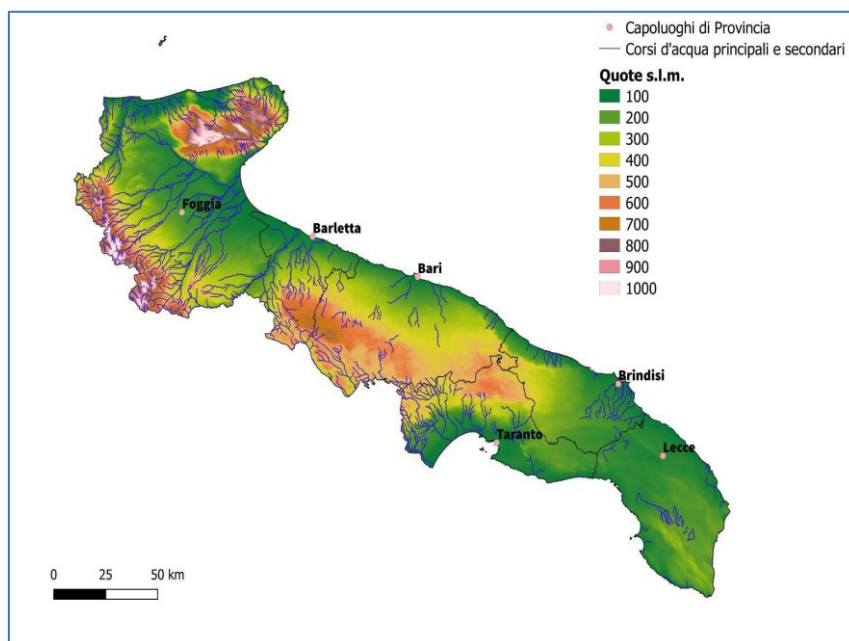 Capoluoghi di Provincia
Corsi d'acqua principali e secondari
Quote s.l.m.
100
200
300
400
500
600
700
800
900
1000
Foggia
Barletta
Bari
Brindisi
Taranto
Lecce
0 25 50 km